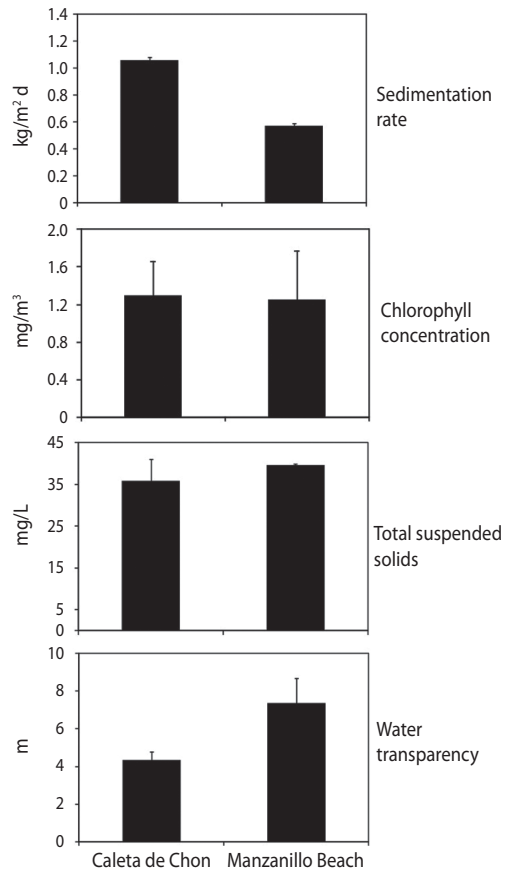 1.4
1.2
1.0
0.8
0.6
0.4
0.2
0
kg/m² d
Sedimentation
rate
2.0
1.6
1.2
0.8
0.4
0
mg/m³
Chlorophyll
concentration
45
35
25
15
5
0
mg/L
Total suspended
solids
10
8
6
4
2
0
m
Water
transparency
Caleta de Chon Manzanillo Beach